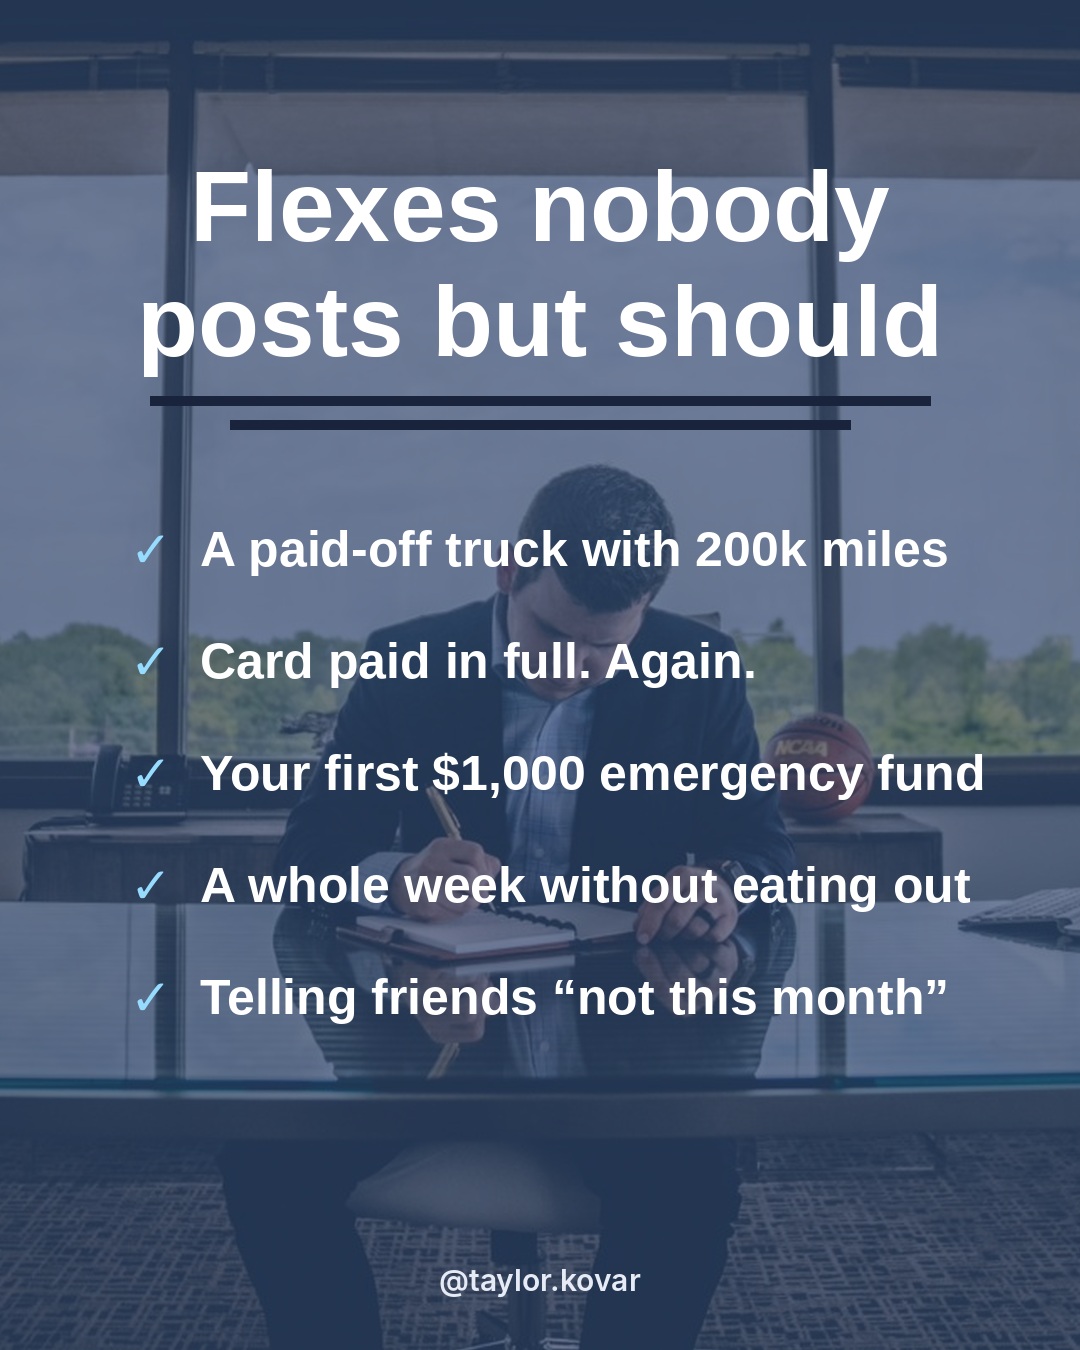 Flexes nobody
posts but should
✓ A paid-off truck with 200k miles
✓ Card paid in full. Again.
✓ Your first $1,000 emergency fund
✓ A whole week without eating out
✓ Telling friends “not this month”
NCAA
@taylor.kovar